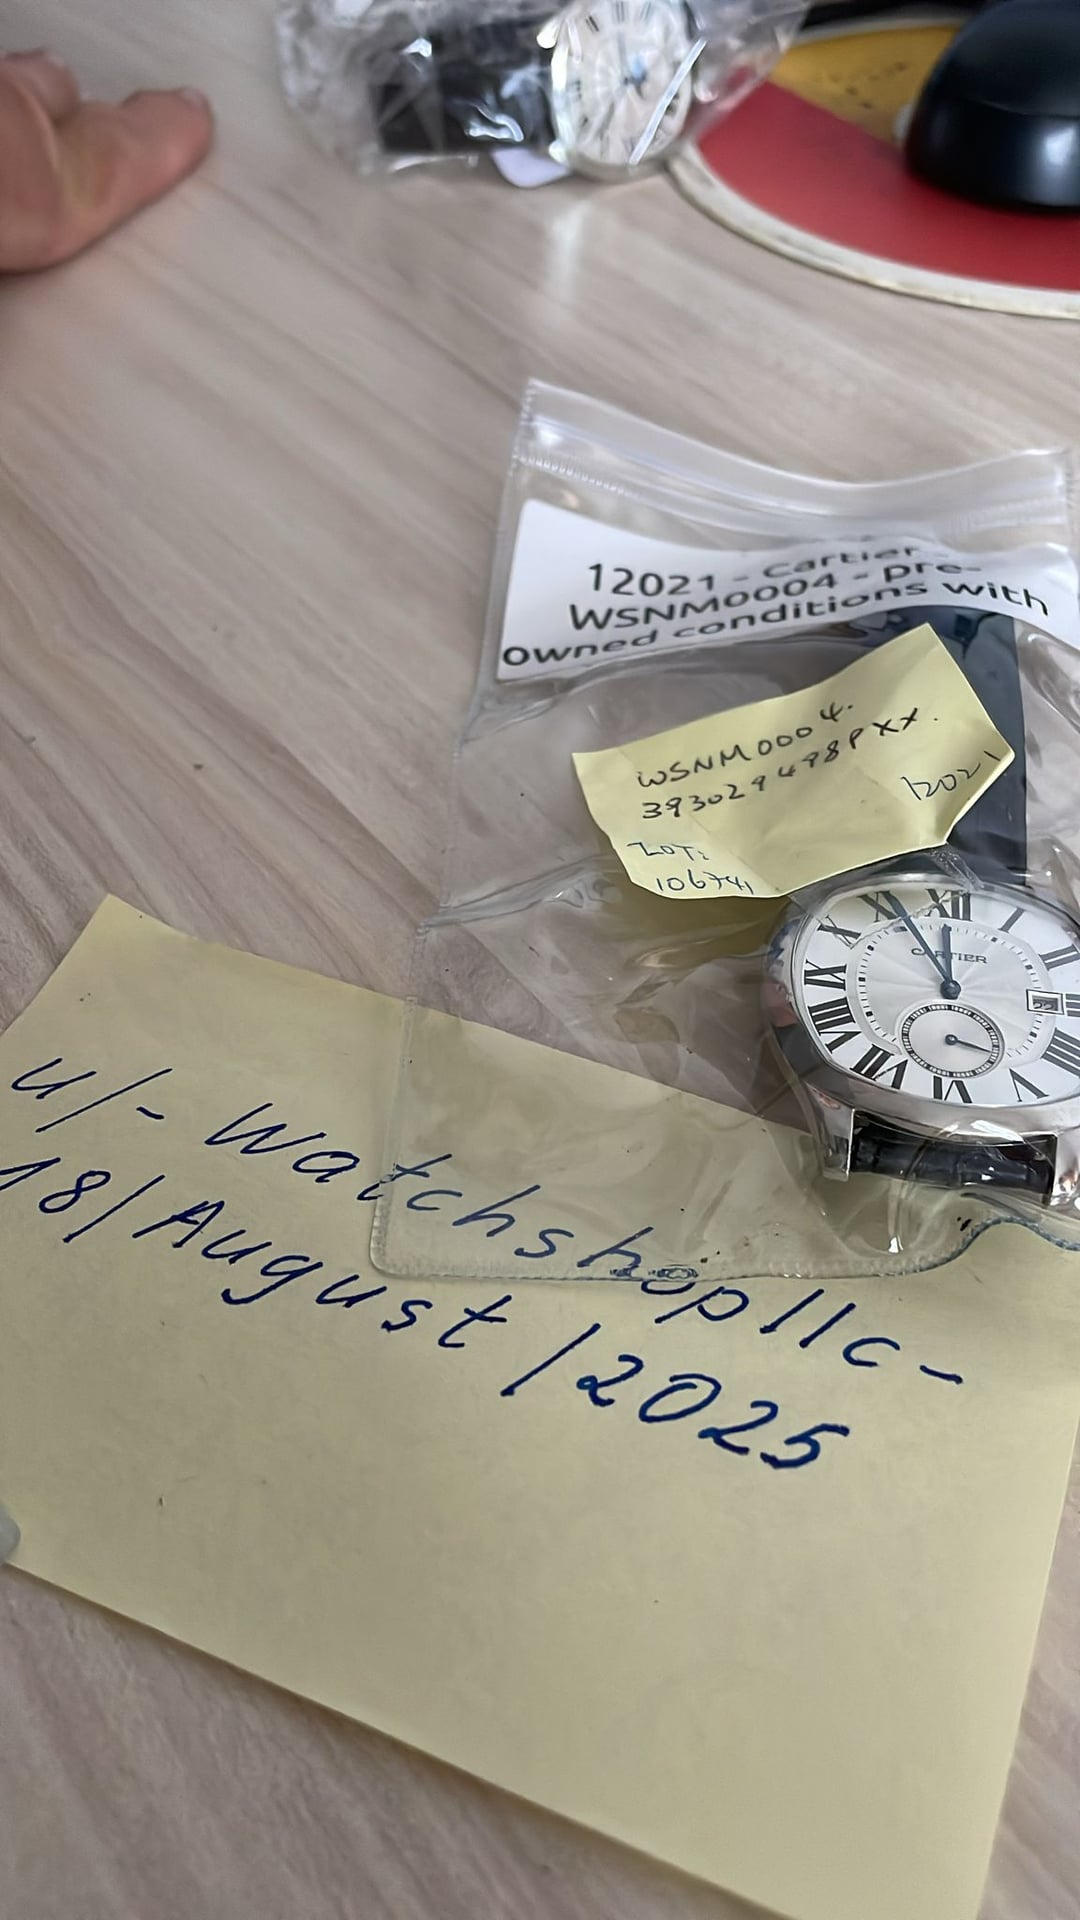 12021 - Cartier -
WSNM0004 - pre-
owned conditions with
WSNM0004.
393029498PXX.
12021
LOT:
106741
CARTIER
u/-Watchshopllc-
18/August/2025